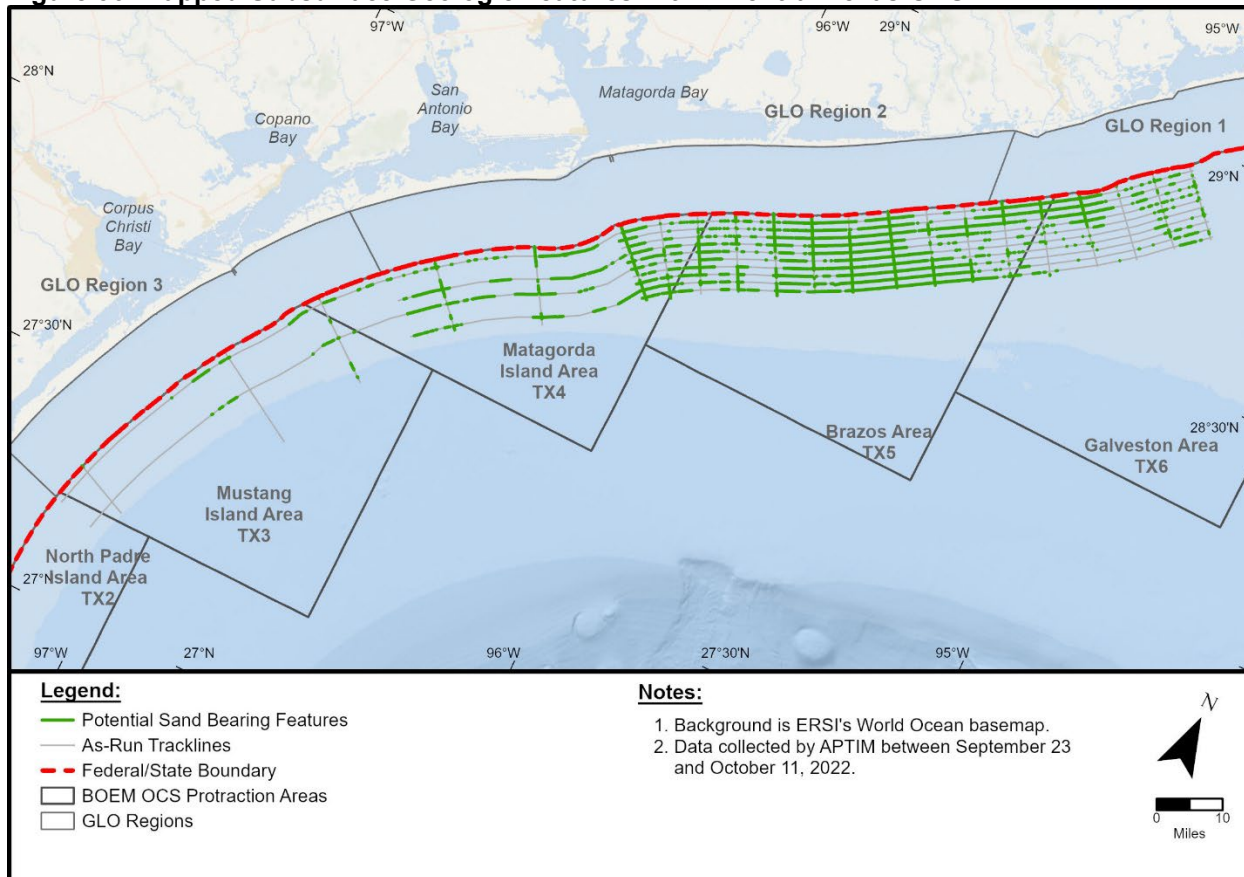 97°W
96°W
29°N
95°W
28°N
San
Antonio
Bay
Matagorda Bay
GLO Region 2
Copano
Bay
GLO Region 1
29°N
Corpus
Christi
Bay
GLO Region 3
27°30'N
Matagorda
Island Area
TX4
28°30'N
Brazos Area
TX5
Galveston Area
TX6
Mustang
Island Area
TX3
North Padre
Island Area
TX2
27°N
97°W
27°N
96°W
27°30'N
95°W
Legend:
Potential Sand Bearing Features
As-Run Tracklines
Federal/State Boundary
BOEM OCS Protraction Areas
GLO Regions
Notes:
1. Background is ERSI's World Ocean basemap.
2. Data collected by APTIM between September 23
and October 11, 2022.
N
0 10
Miles